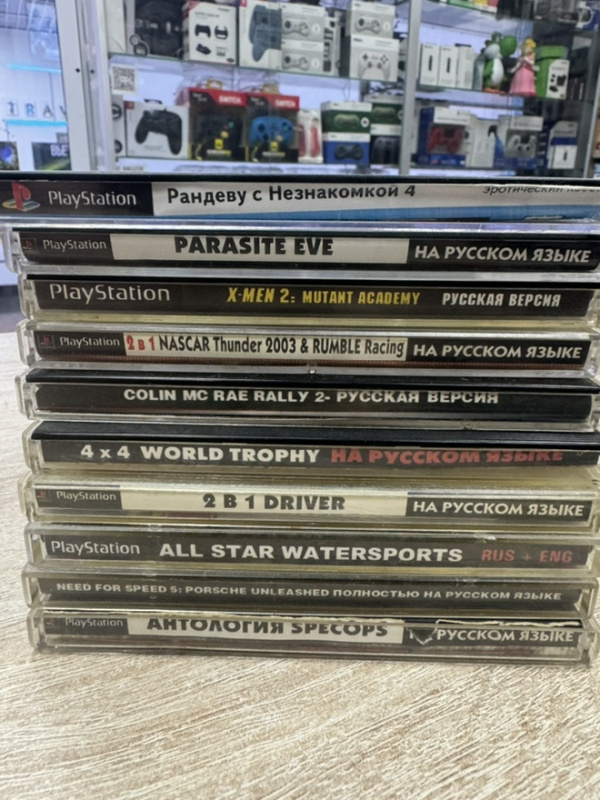 SWITCH
SWITCH
PlayStation Рандеву с Незнакомкой 4
PlayStation PARASITE EVE НА РУССКОМ ЯЗЫКЕ
PlayStation X-MEN 2: MUTANT ACADEMY РУССКАЯ ВЕРСИЯ
PlayStation 2 в 1 NASCAR Thunder 2003 & RUMBLE Racing НА РУССКОМ ЯЗЫКЕ
COLIN MC RAE RALLY 2- РУССКАЯ ВЕРСИЯ
4 x 4 WORLD TROPHY НА РУССКОМ ЯЗЫКЕ
PlayStation 2 В 1 DRIVER НА РУССКОМ ЯЗЫКЕ
PlayStation ALL STAR WATERSPORTS RUS + ENG
NEED FOR SPEED 5: PORSCHE UNLEASHED ПОЛНОСТЬЮ НА РУССКОМ ЯЗЫКЕ
PlayStation АНТОЛОГИЯ SPECOPS РУССКОМ ЯЗЫКЕ